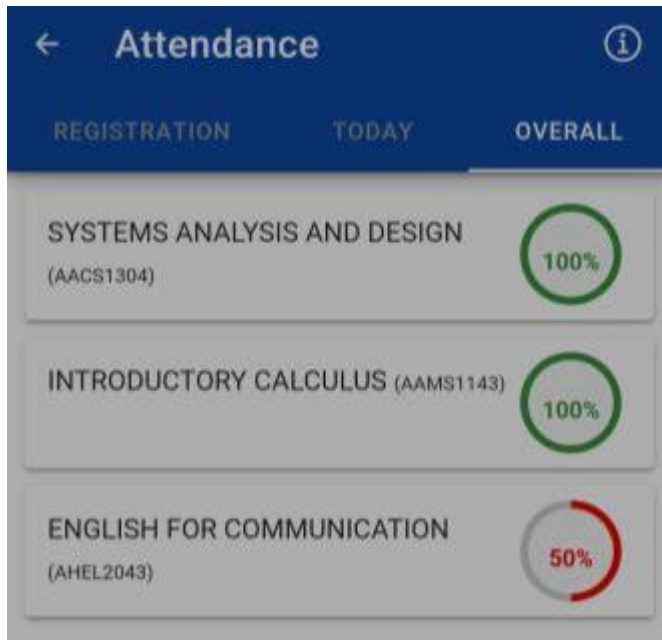 Attendance
REGISTRATION TODAY OVERALL
SYSTEMS ANALYSIS AND DESIGN
(AACS1304)
100%
INTRODUCTORY CALCULUS (AAMS1143)
100%
ENGLISH FOR COMMUNICATION
(AHEL2043)
50%